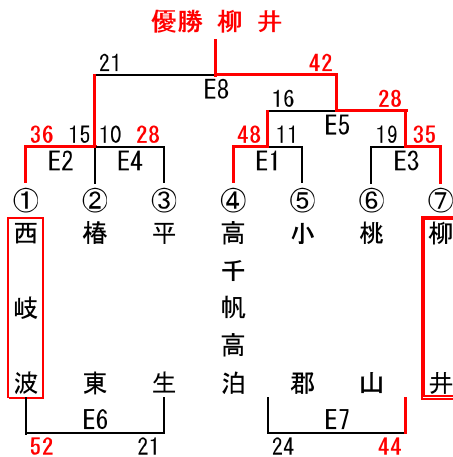 優勝 柳 井
21 42
E8
16 28
E5
36 15 10 28 48 11 19 35
E2 E4 E1 E3
① ② ③ ④ ⑤ ⑥ ⑦
西岐波
椿東
平生
高千帆高泊
小郡
桃山
柳井
E6 E7
52 21 24 44